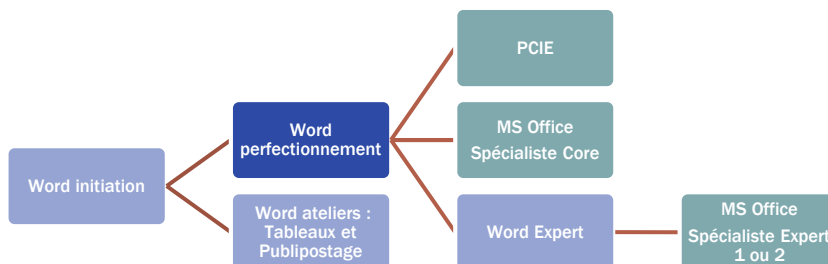 PCIE
Word
perfectionnement
MS Office
Spécialiste Core
Word initiation
Word ateliers :
Tableaux et
Publipostage
Word Expert
MS Office
Spécialiste Expert
1 ou 2